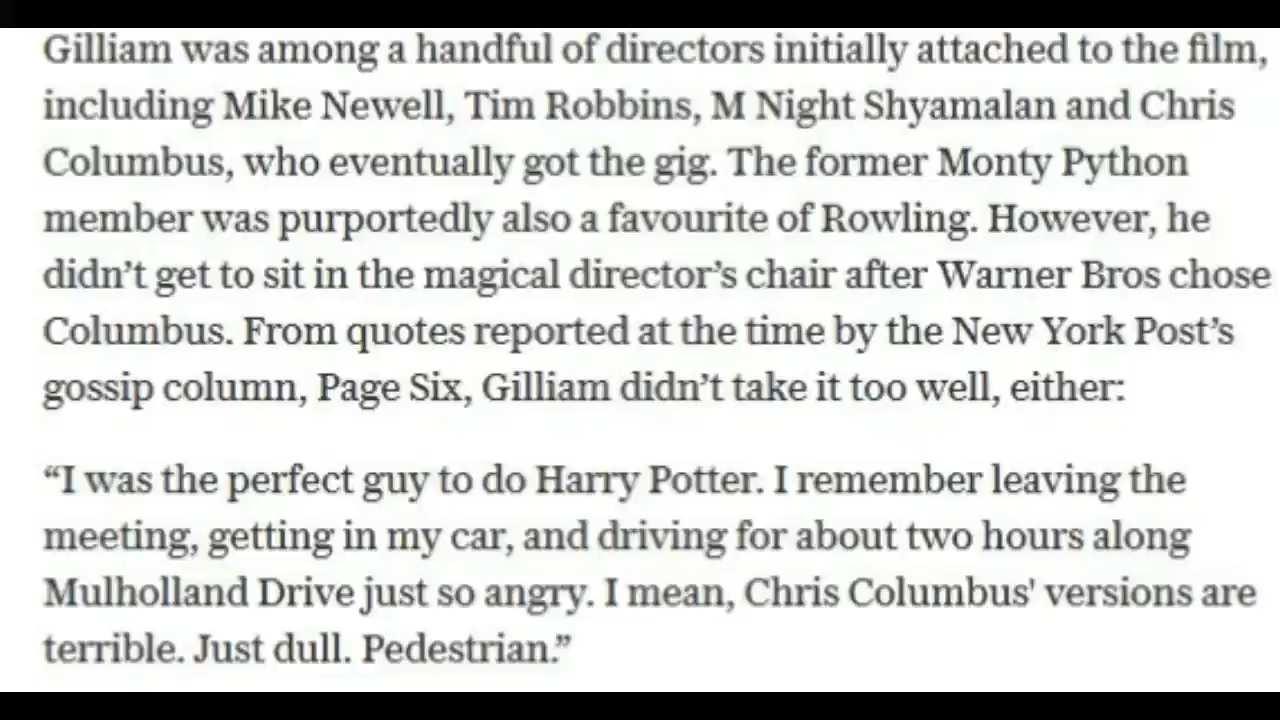 Gilliam was among a handful of directors initially attached to the film,
including Mike Newell, Tim Robbins, M Night Shyamalan and Chris
Columbus, who eventually got the gig. The former Monty Python
member was purportedly also a favourite of Rowling. However, he
didn’t get to sit in the magical director’s chair after Warner Bros chose
Columbus. From quotes reported at the time by the New York Post’s
gossip column, Page Six, Gilliam didn’t take it too well, either:
“I was the perfect guy to do Harry Potter. I remember leaving the
meeting, getting in my car, and driving for about two hours along
Mulholland Drive just so angry. I mean, Chris Columbus' versions are
terrible. Just dull. Pedestrian.”